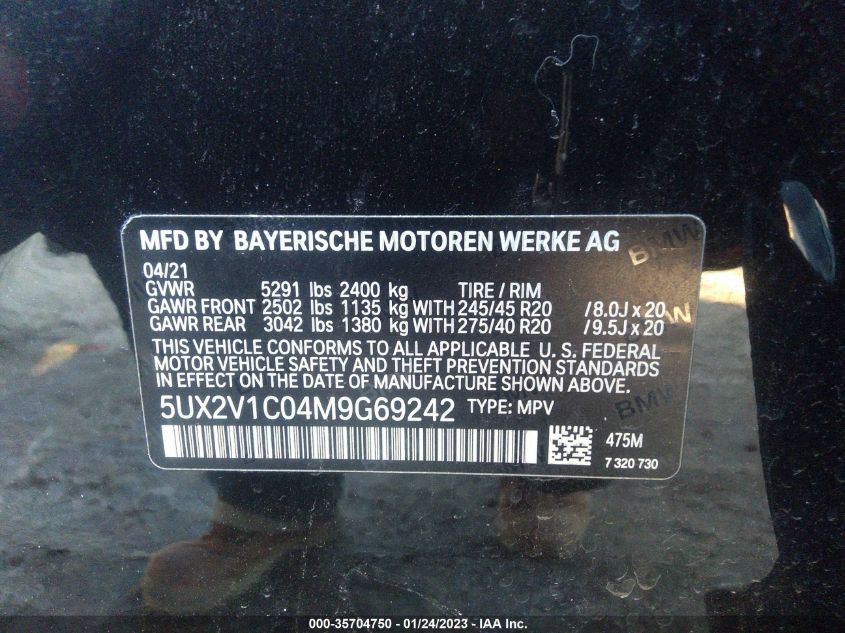 MFD BY BAYERISCHE MOTOREN WERKE AG
04/21
GVWR 5291 lbs 2400 kg TIRE / RIM
GAWR FRONT 2502 lbs 1135 kg WITH 245/45 R20 /8.0J x 20
GAWR REAR 3042 lbs 1380 kg WITH 275/40 R20 /9.5J x 20
THIS VEHICLE CONFORMS TO ALL APPLICABLE U. S. FEDERAL
MOTOR VEHICLE SAFETY AND THEFT PREVENTION STANDARDS
IN EFFECT ON THE DATE OF MANUFACTURE SHOWN ABOVE.
5UX2V1C04M9G69242 TYPE: MPV
475M
7 320 730
BMW
BMW
000-35704750 - 01/24/2023 - IAA Inc.